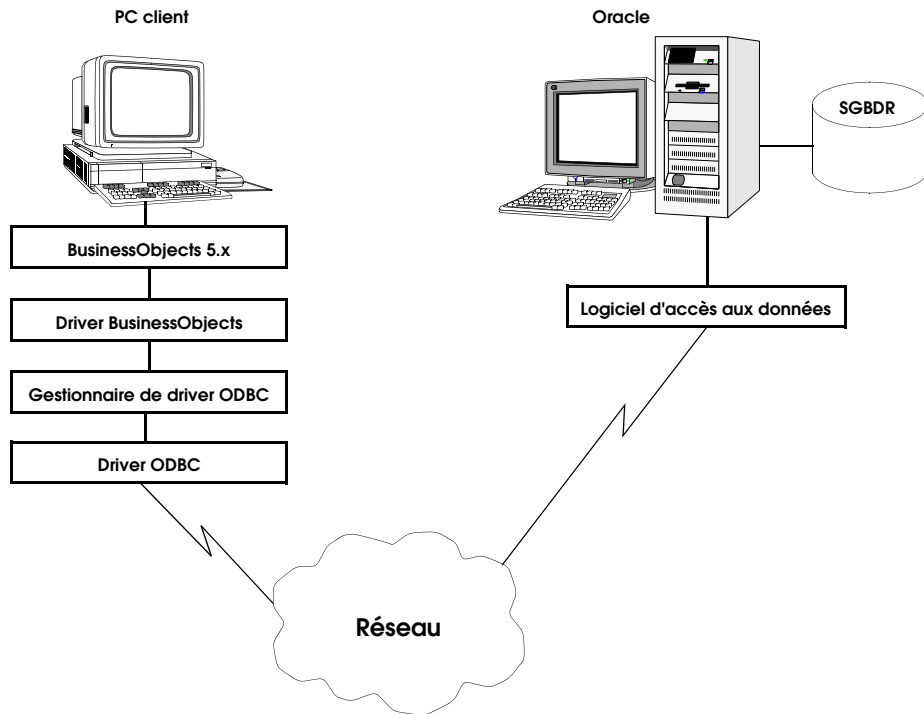 PC client
Oracle
SGBDR
BusinessObjects 5.x
Driver BusinessObjects
Logiciel d'accès aux données
Gestionnaire de driver ODBC
Driver ODBC
Réseau